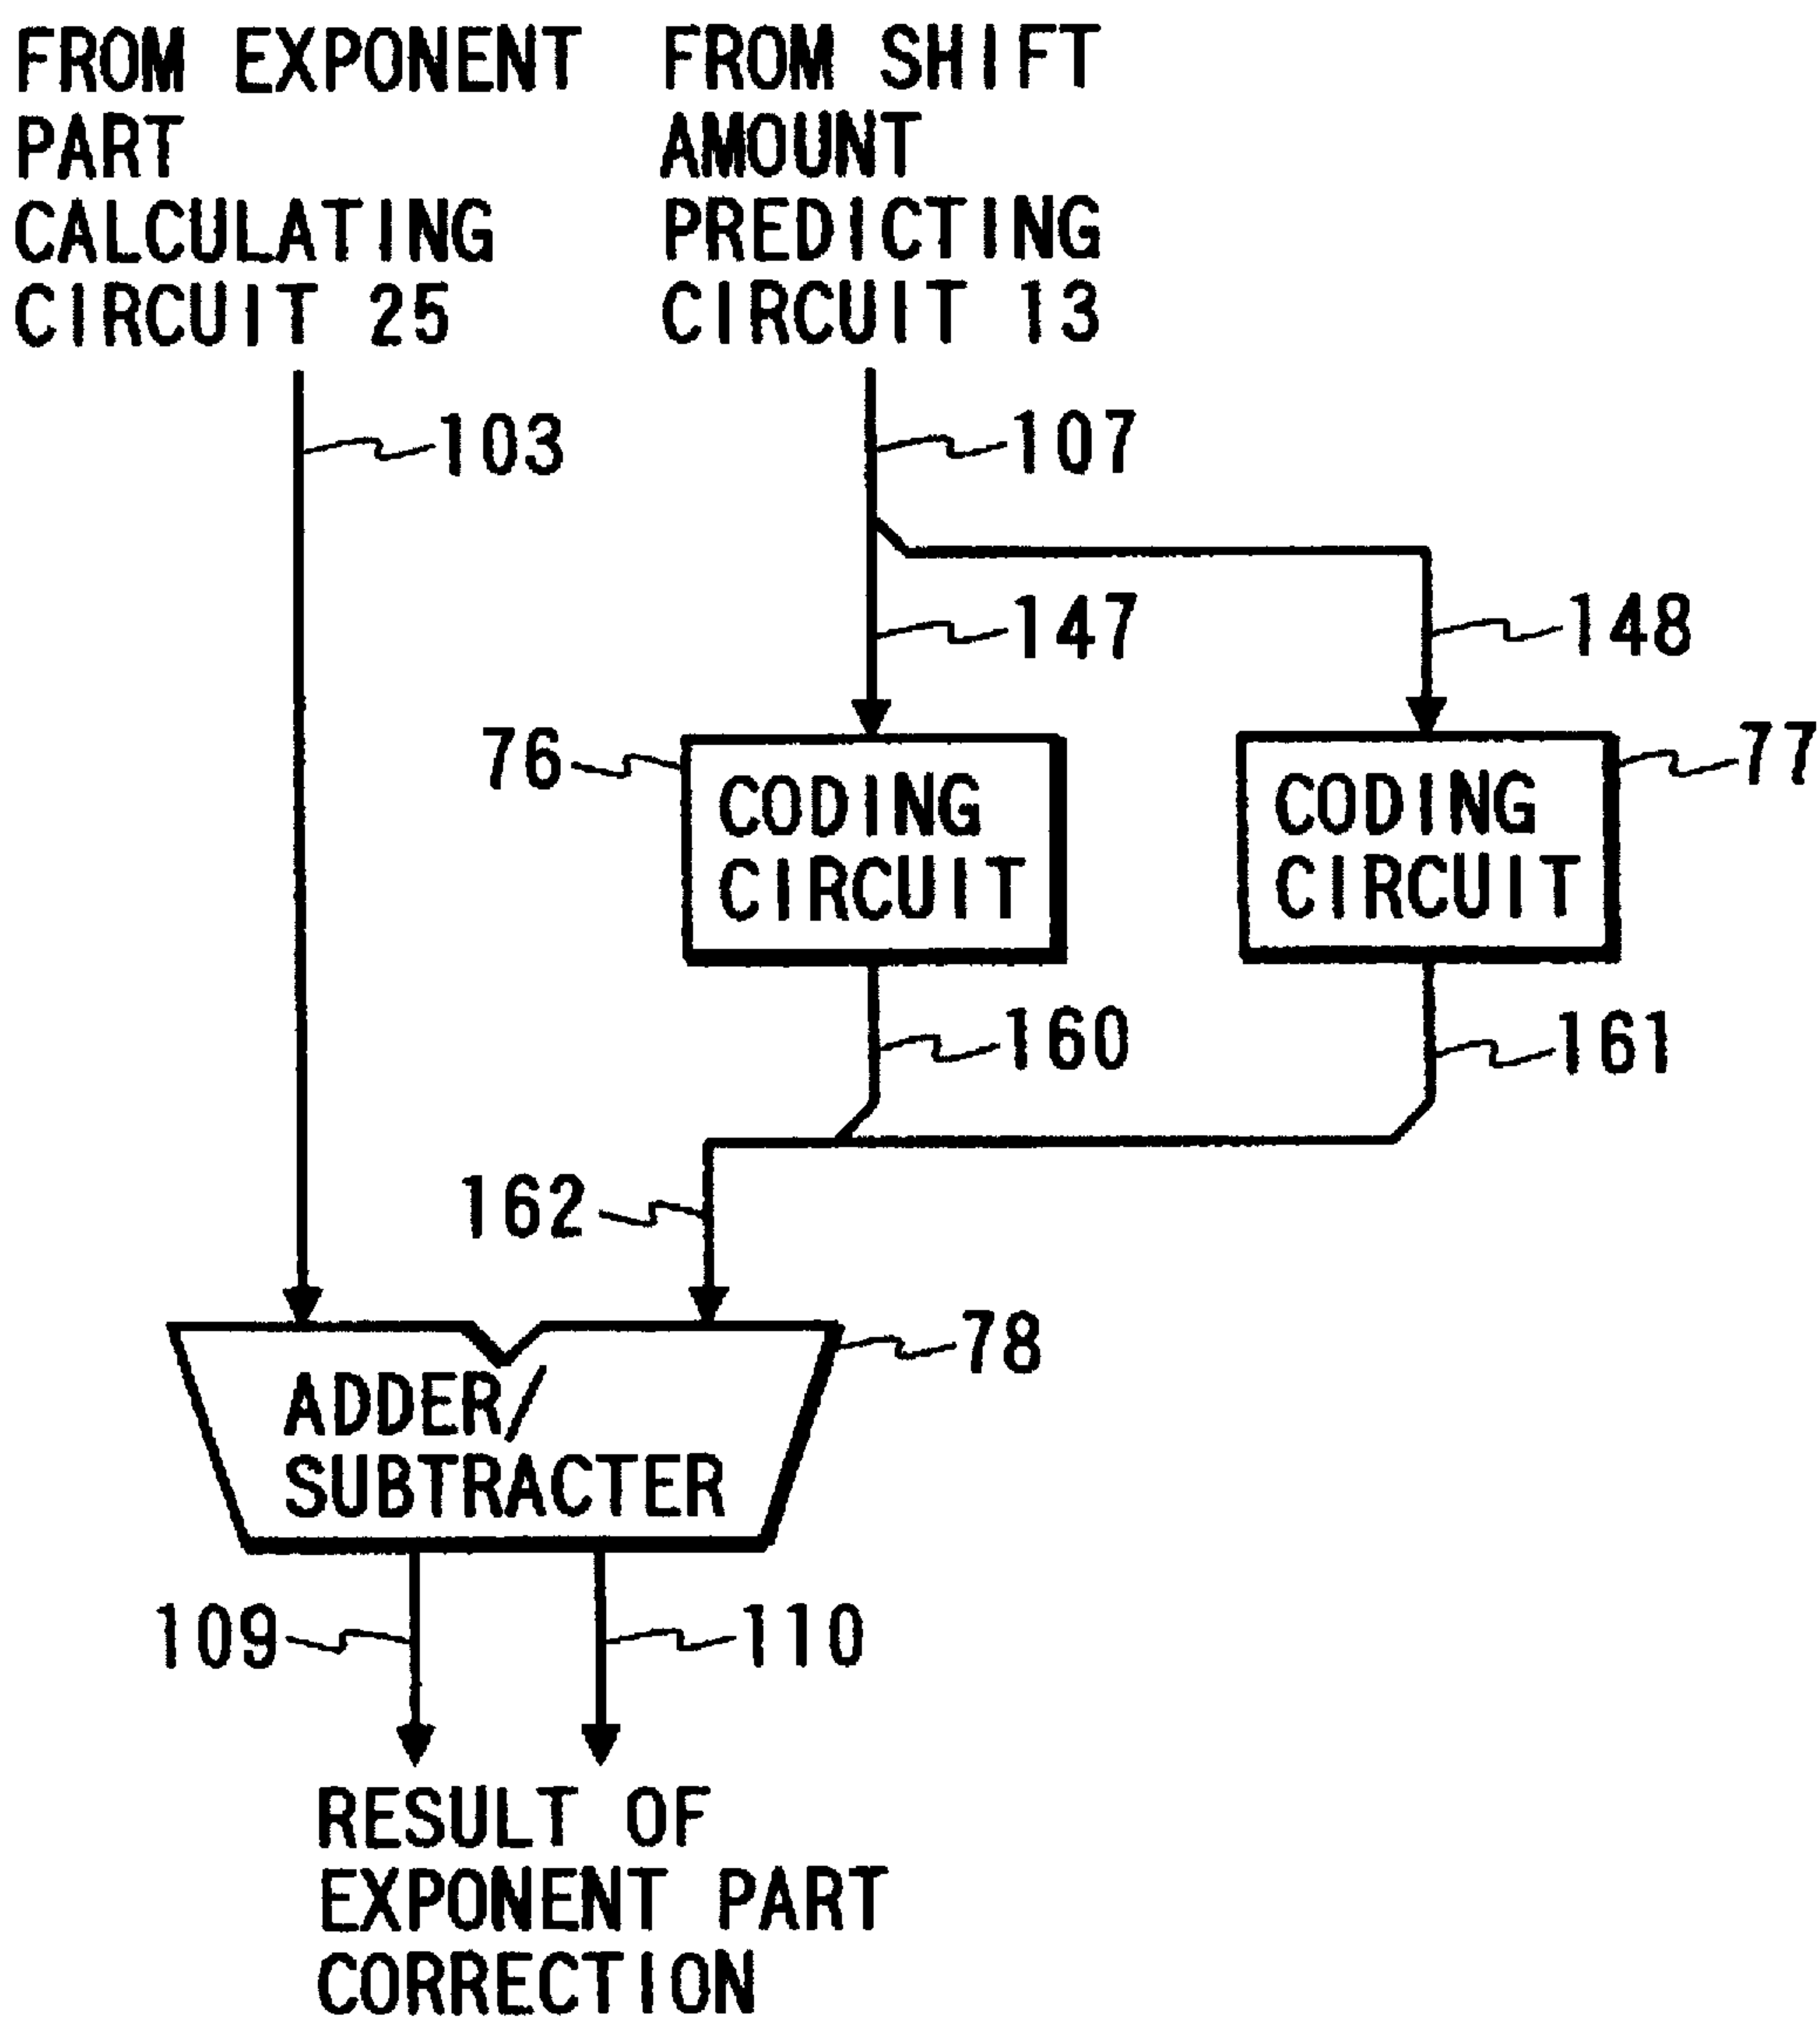 FROM EXPONENT
PART
CALCULATING
CIRCUIT 25
FROM SHIFT
AMOUNT
PREDICTING
CIRCUIT 13
103
107
147
148
76
CODING
CIRCUIT
77
CODING
CIRCUIT
160
161
162
78
ADDER/
SUBTRACTER
109
110
RESULT OF
EXPONENT PART
CORRECTION